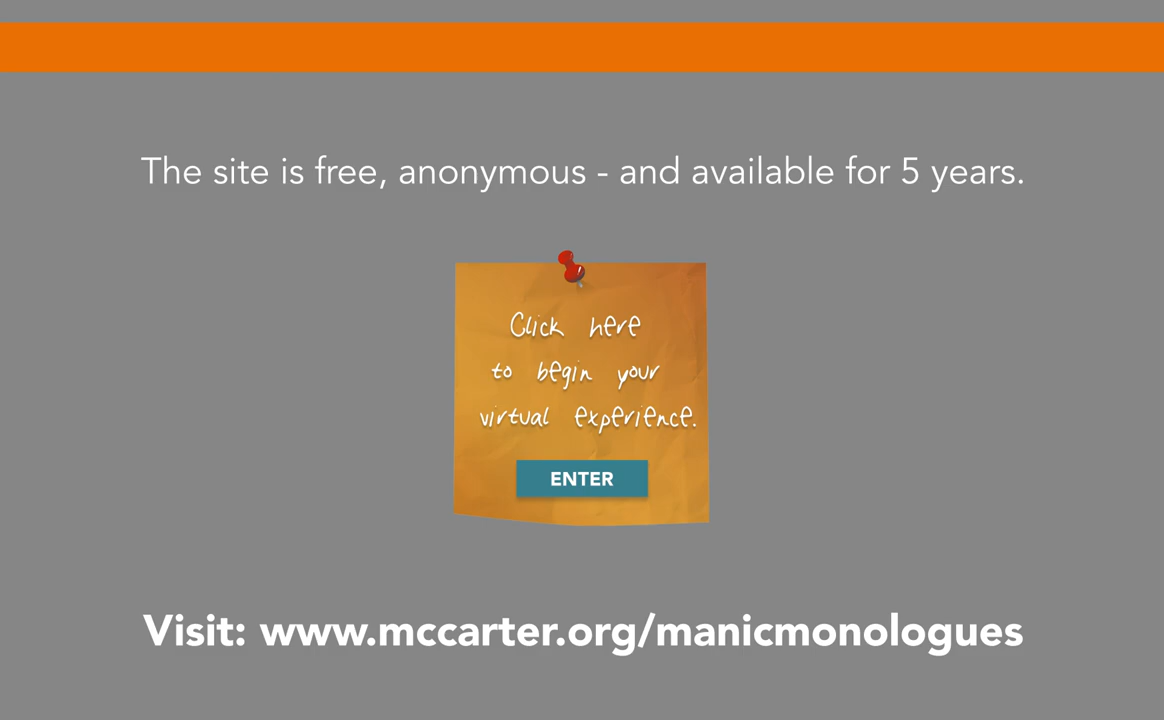 The site is free, anonymous - and available for 5 years.
Click here
to begin your
virtual experience.
ENTER
Visit: www.mccarter.org/manicmonologues